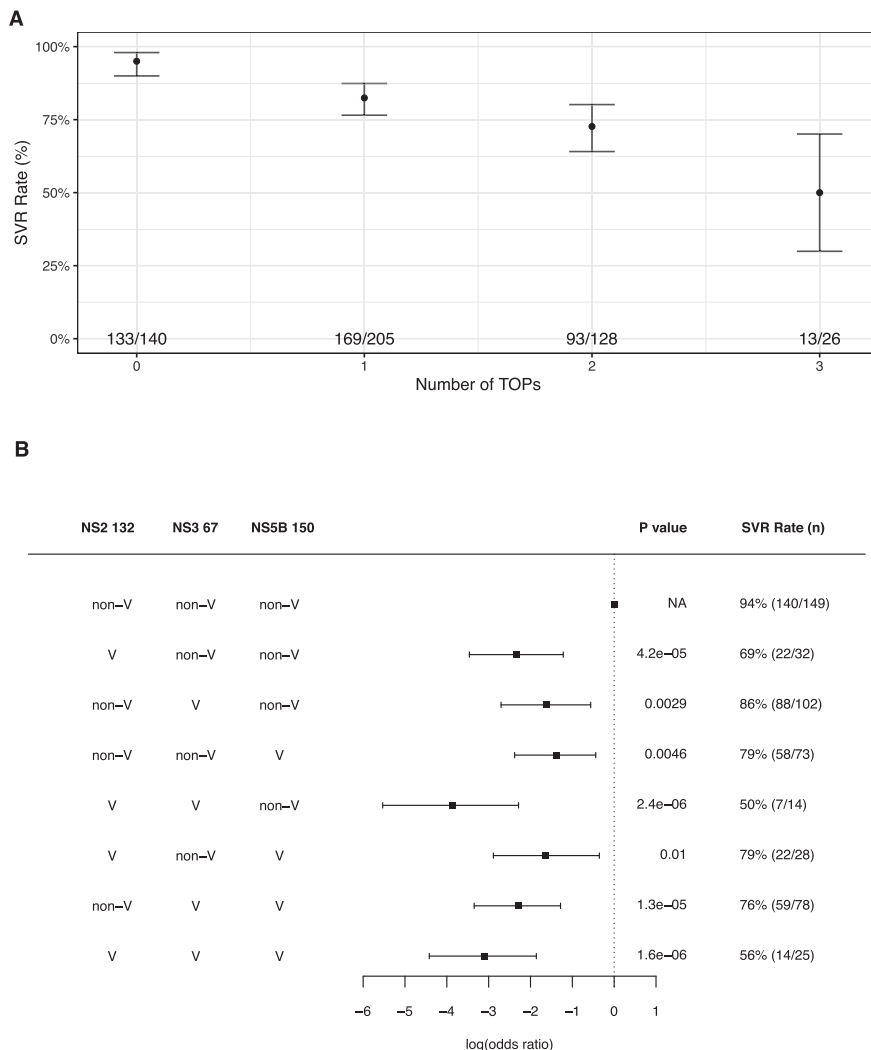 A
SVR Rate (%)
100%
75%
50%
25%
0%
133/140 169/205 93/128 13/26
0 1 2 3
Number of TOPs
B
NS2 132 NS3 67 NS5B 150 P value SVR Rate (n)
non−V non−V non−V NA 94% (140/149)
V non−V non−V 4.2e−05 69% (22/32)
non−V V non−V 0.0029 86% (88/102)
non−V non−V V 0.0046 79% (58/73)
V V non−V 2.4e−06 50% (7/14)
V non−V V 0.01 79% (22/28)
non−V V V 1.3e−05 76% (59/78)
V V V 1.6e−06 56% (14/25)
−6 −5 −4 −3 −2 −1 0 1
log(odds ratio)